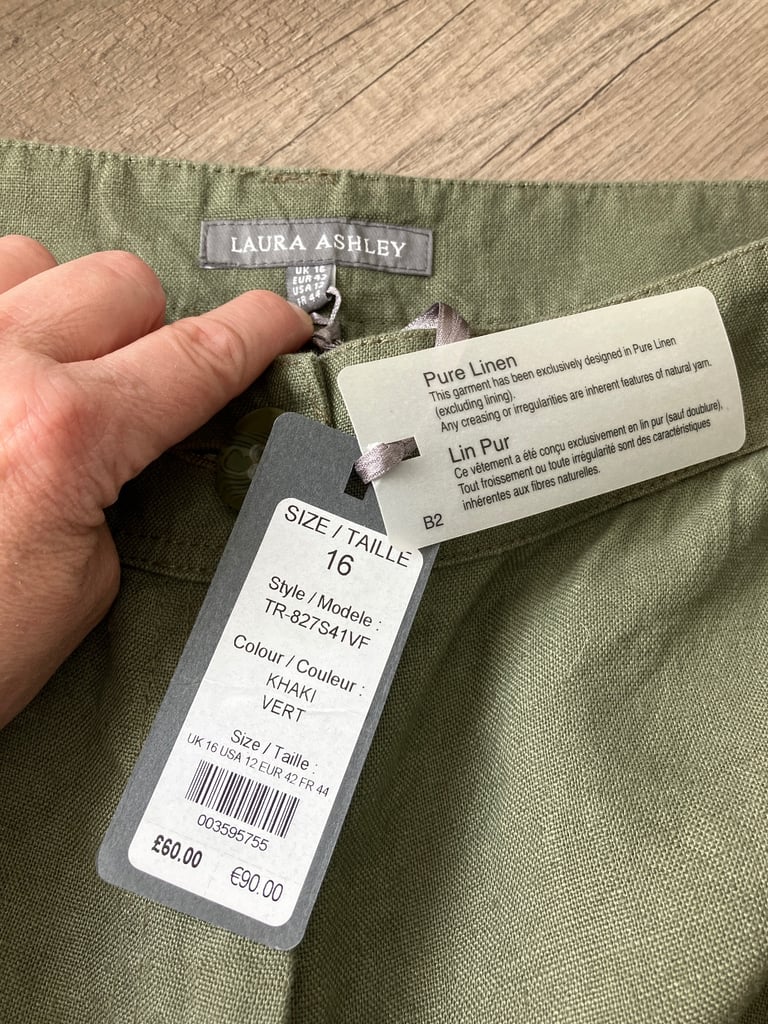 LAURA ASHLEY
UK 16
EUR 42
USA 12
FR 44
Pure Linen
This garment has been exclusively designed in Pure Linen
(excluding lining).
Any creasing or irregularities are inherent features of natural yarn.
Lin Pur
Ce vêtement a été conçu exclusivement en lin pur (sauf doublure),
Tout froissement ou toute irrégularité sont des caractéristiques
inhérentes aux fibres naturelles.
B2
SIZE / TAILLE
16
Style / Modele :
TR-827S41VF
Colour / Couleur :
KHAKI
VERT
Size / Taille :
UK 16 USA 12 EUR 42 FR 44
003595755
£60.00
€90.00